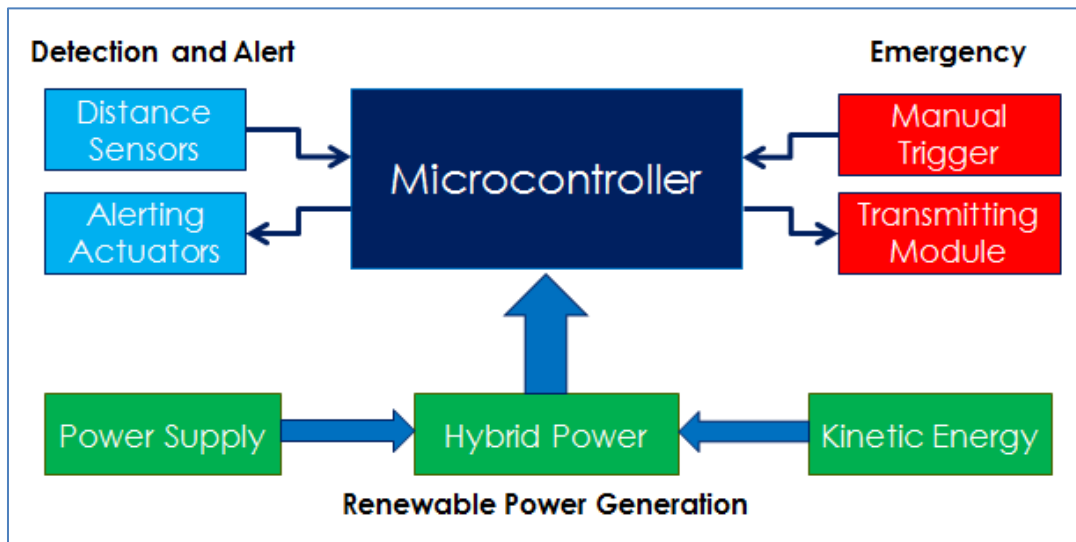 Detection and Alert
Emergency
Distance
Sensors
Microcontroller
Manual
Trigger
Alerting
Actuators
Transmitting
Module
Power Supply
Hybrid Power
Kinetic Energy
Renewable Power Generation